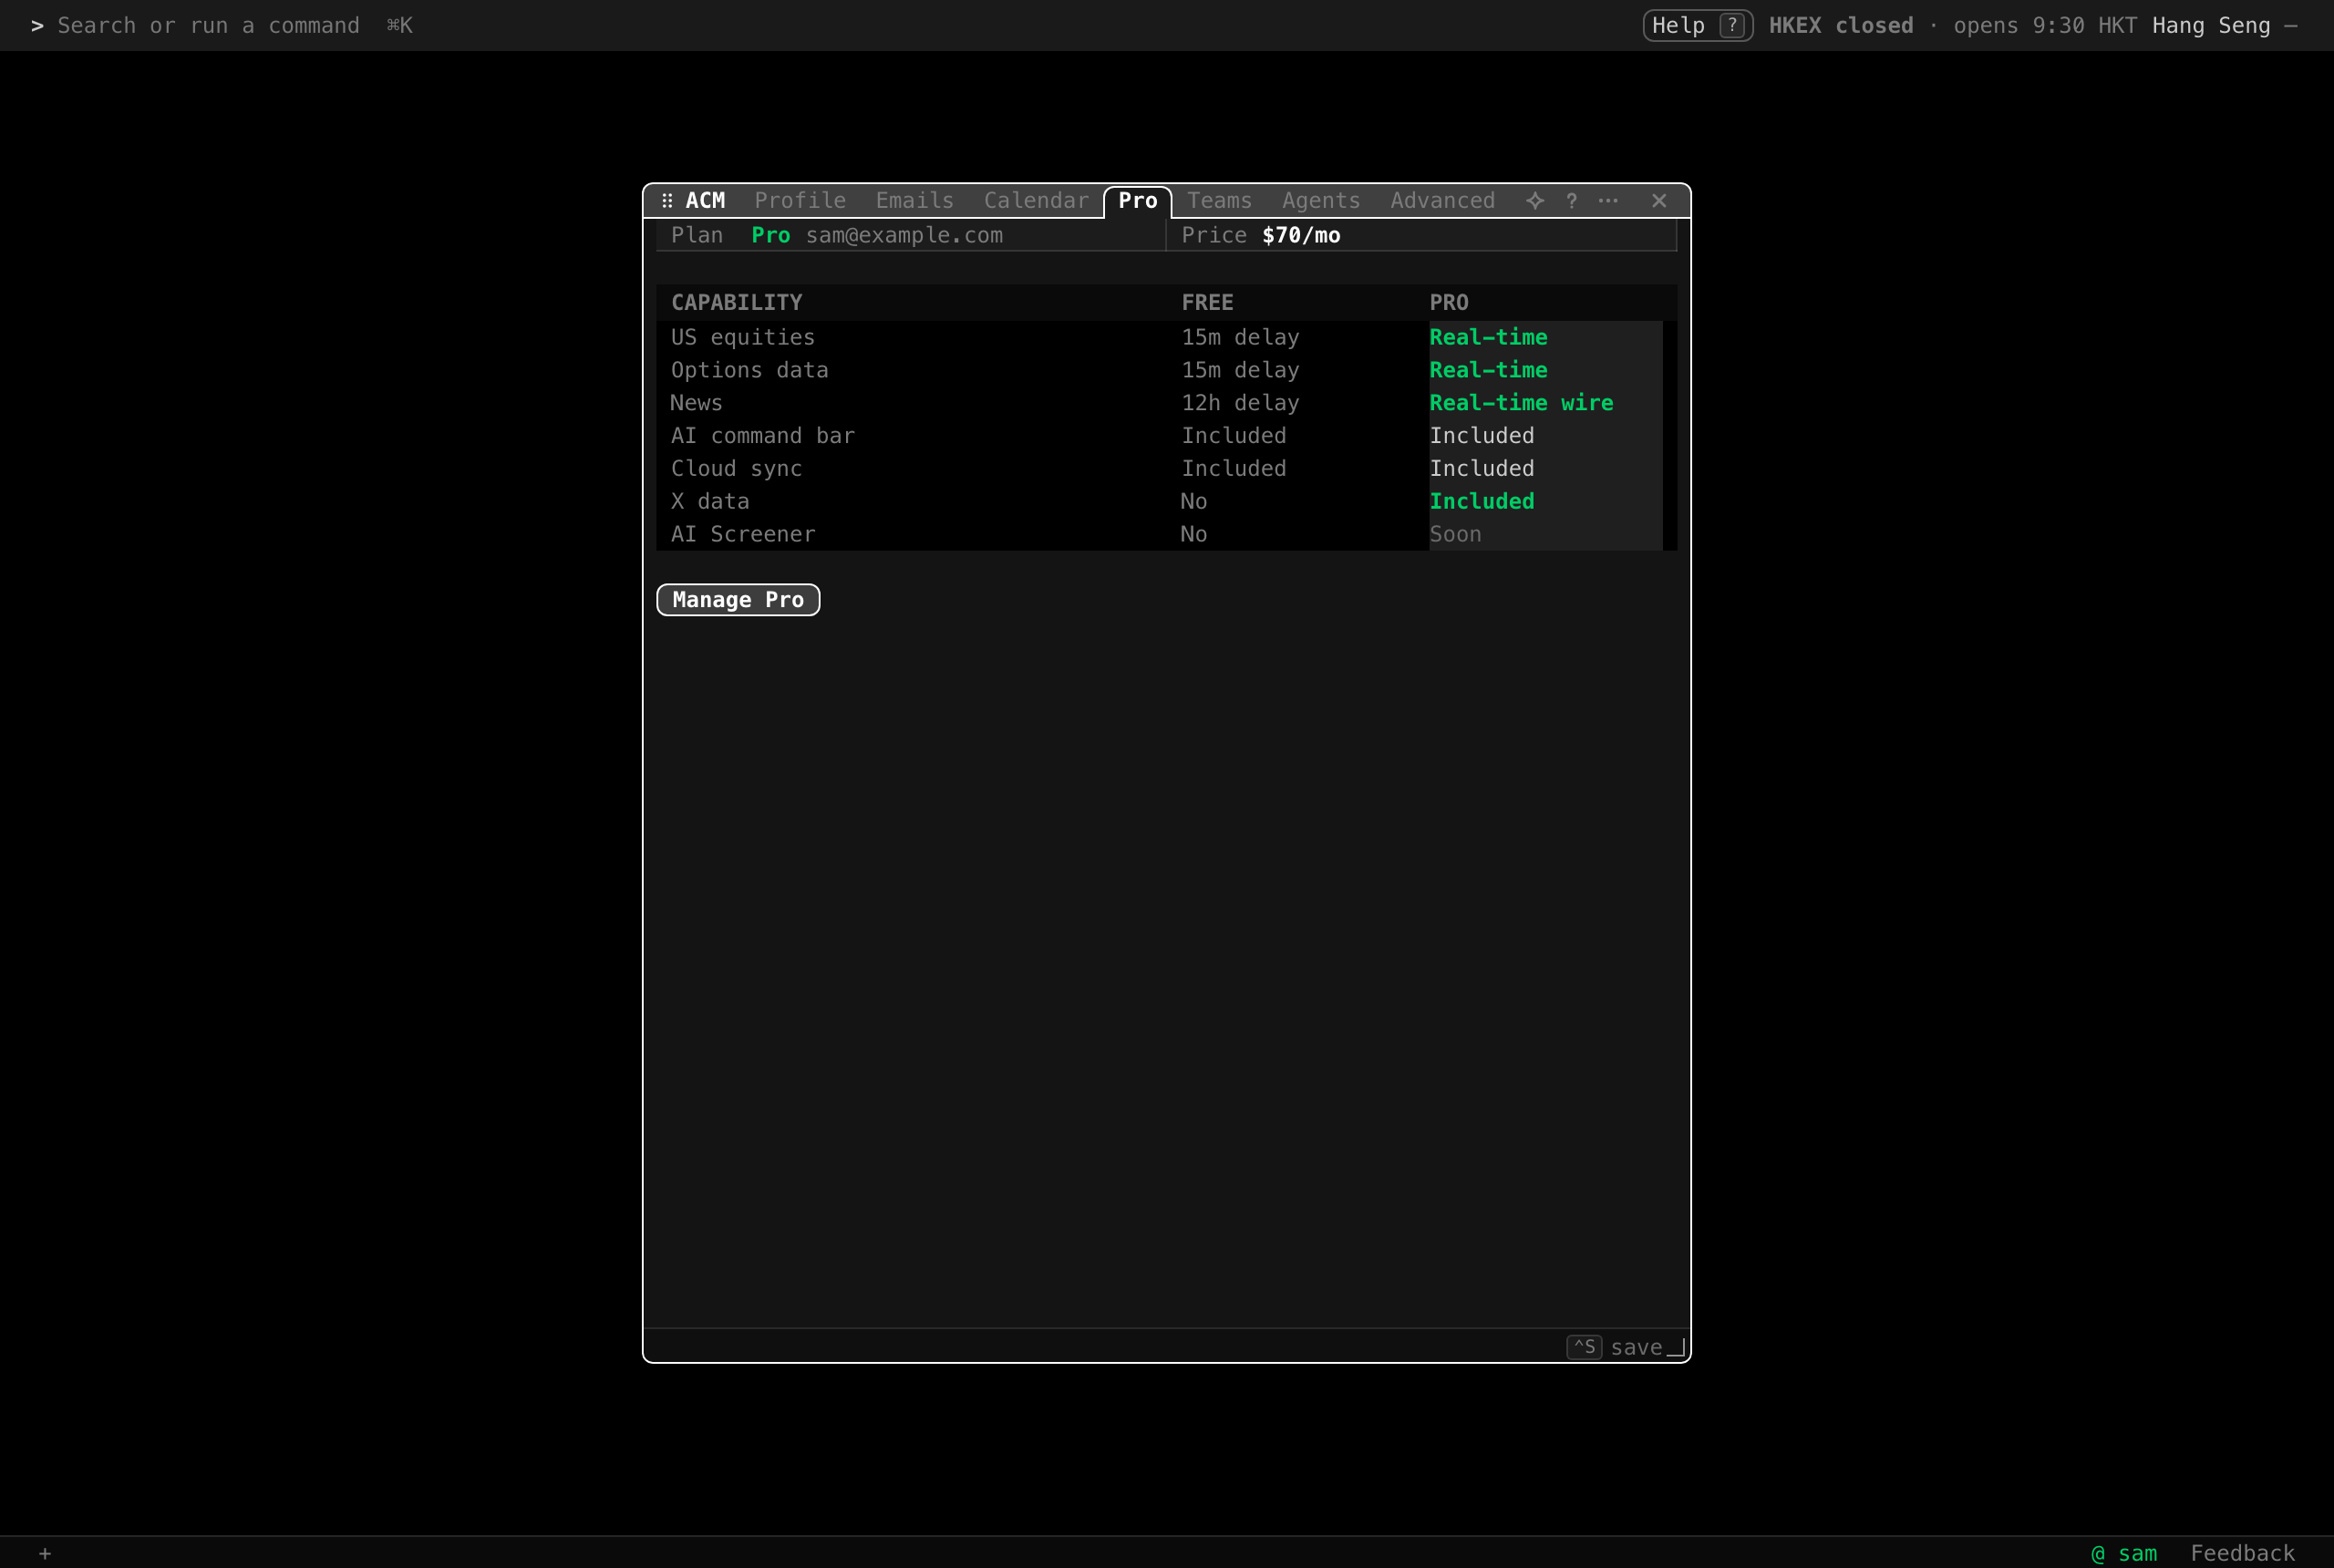 > Search or run a command ⌘K
Help ? HKEX closed · opens 9:30 HKT Hang Seng —
ACM Profile Emails Calendar Pro Teams Agents Advanced ? ···
Plan Pro sam@example.com Price $70/mo
CAPABILITY FREE PRO
US equities 15m delay Real-time
Options data 15m delay Real-time
News 12h delay Real-time wire
AI command bar Included Included
Cloud sync Included Included
X data No Included
AI Screener No Soon
Manage Pro
^S save
+ @ sam Feedback